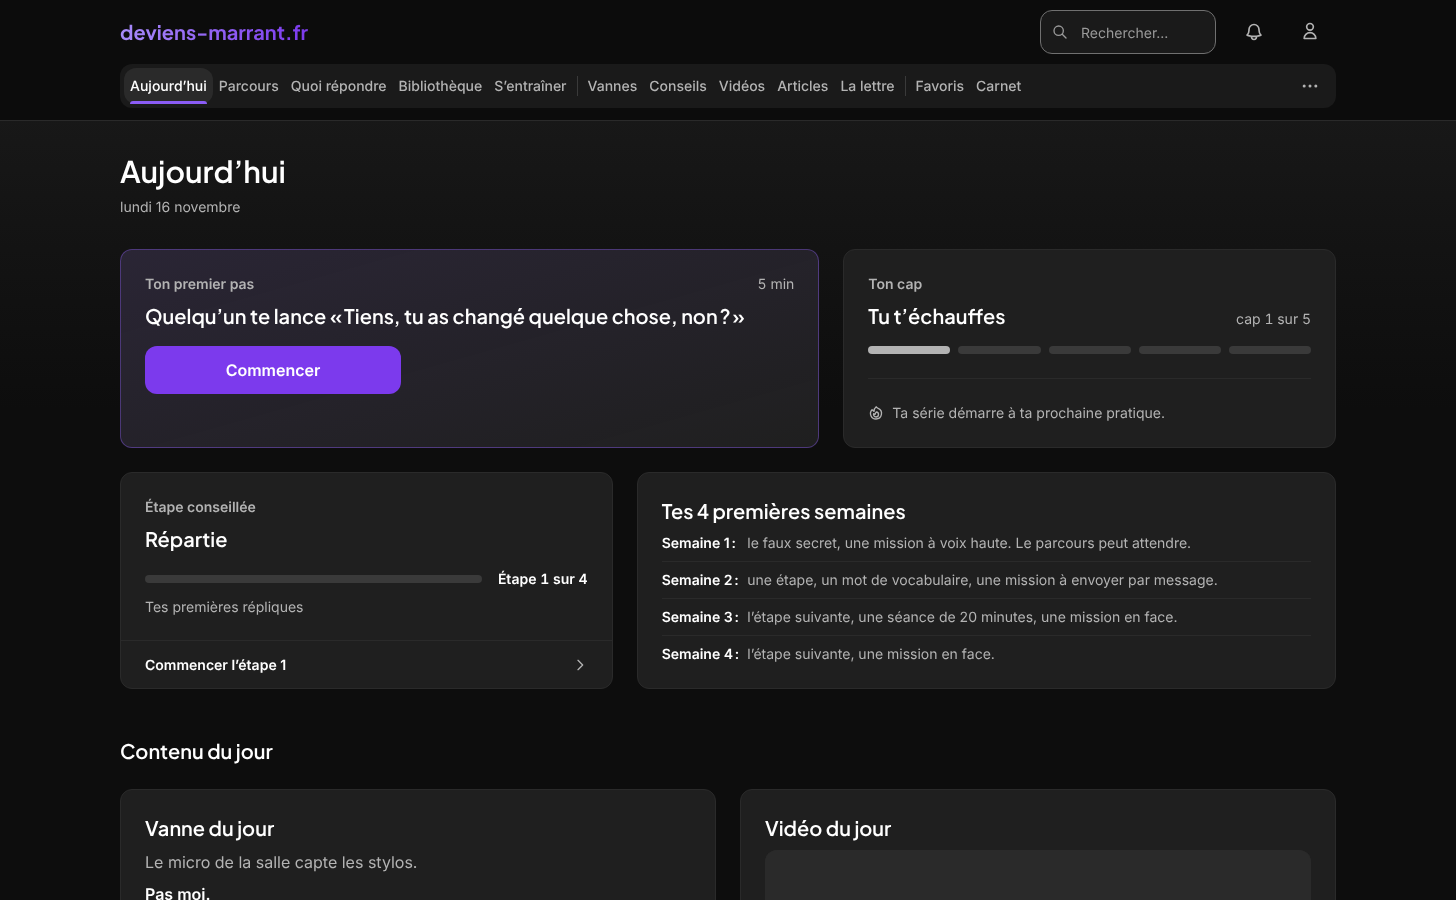 deviens-marrant.fr
Rechercher...
Aujourd’hui Parcours Quoi répondre Bibliothèque S’entraîner Vannes Conseils Vidéos Articles La lettre Favoris Carnet
Aujourd’hui
lundi 16 novembre
Ton premier pas 5 min
Quelqu’un te lance « Tiens, tu as changé quelque chose, non ? »
Commencer
Ton cap
Tu t’échauffes cap 1 sur 5
Ta série démarre à ta prochaine pratique.
Étape conseillée
Répartie
Étape 1 sur 4
Tes premières répliques
Commencer l’étape 1
Tes 4 premières semaines
Semaine 1 : le faux secret, une mission à voix haute. Le parcours peut attendre.
Semaine 2 : une étape, un mot de vocabulaire, une mission à envoyer par message.
Semaine 3 : l’étape suivante, une séance de 20 minutes, une mission en face.
Semaine 4 : l’étape suivante, une mission en face.
Contenu du jour
Vanne du jour
Le micro de la salle capte les stylos.
Pas moi.
Vidéo du jour